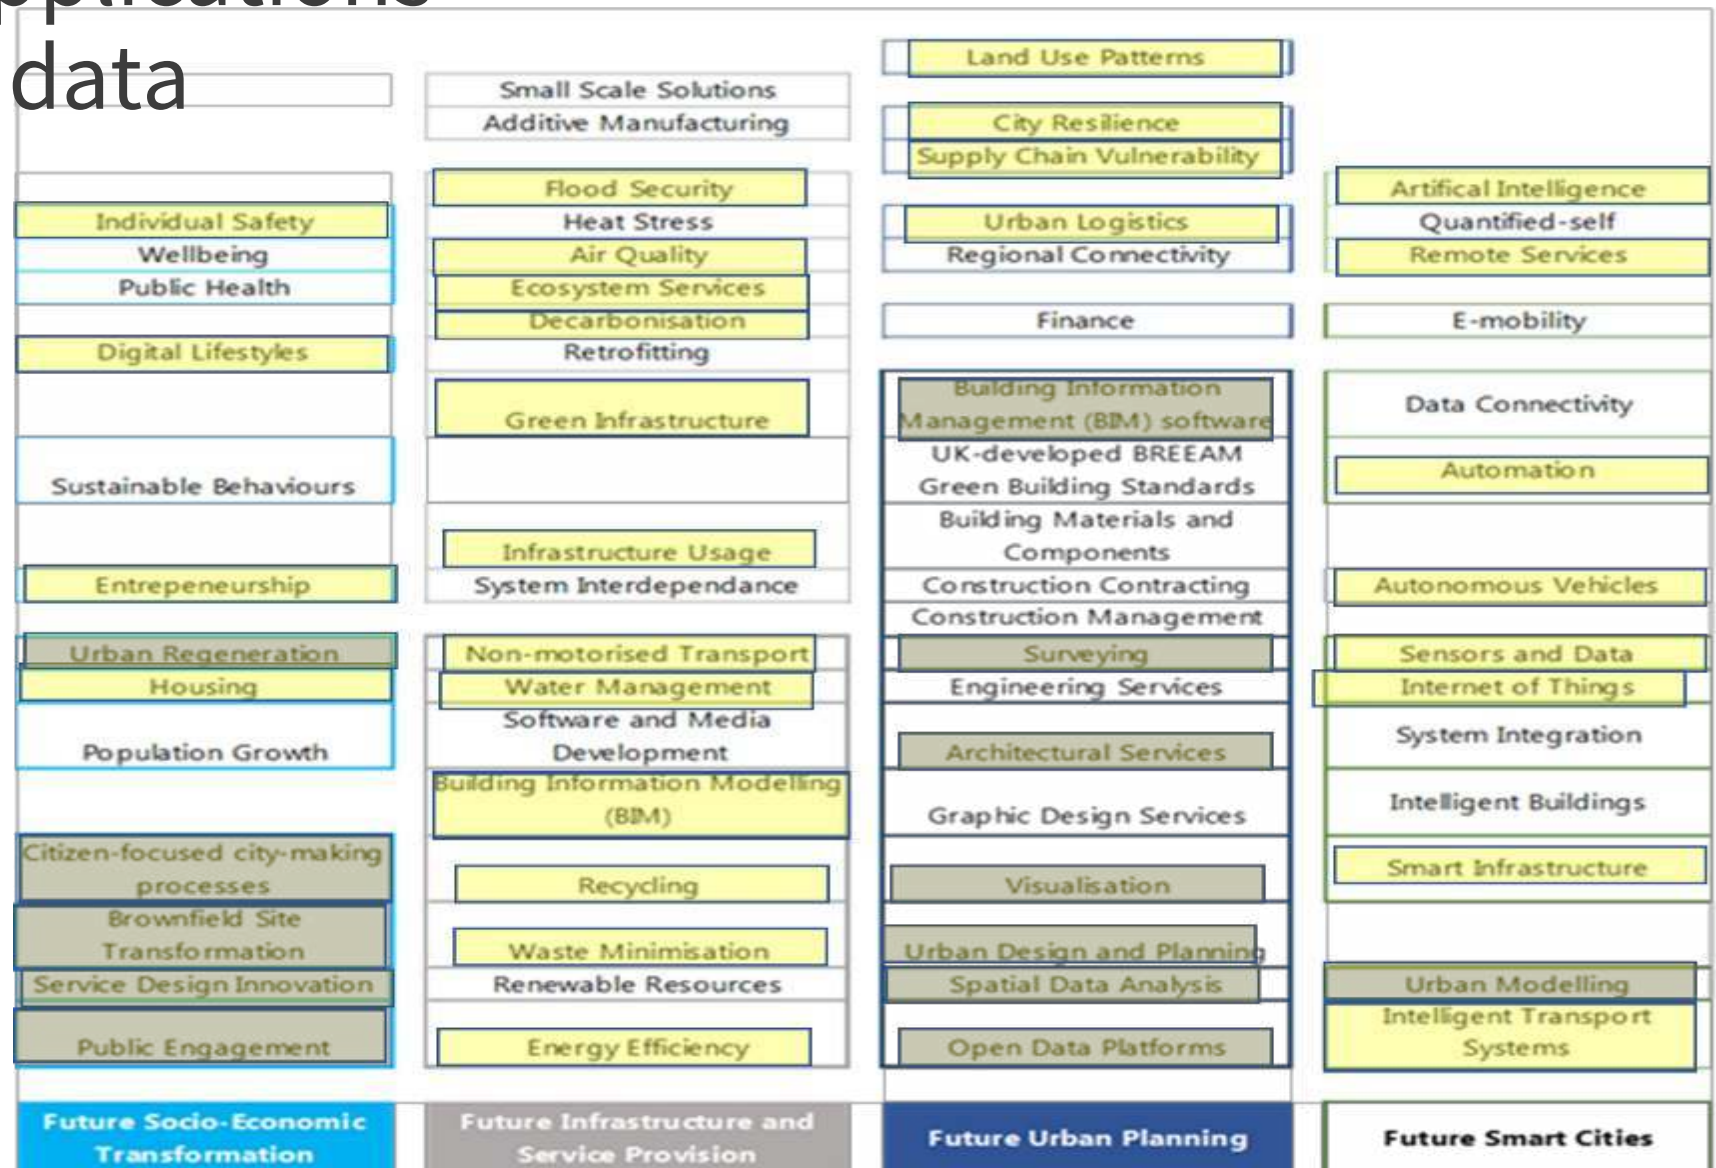 data
Individual Safety
Wellbeing
Public Health
Digital Lifestyles
Sustainable Behaviours
Entrepeneurship
Urban Regeneration
Housing
Population Growth
Citizen-focused city-making
processes
Brownfield Site
Transformation
Service Design Innovation
Public Engagement
Future Socio-Economic
Transformation
Small Scale Solutions
Additive Manufacturing
Flood Security
Heat Stress
Air Quality
Ecosystem Services
Decarbonisation
Retrofitting
Green Infrastructure
Infrastructure Usage
System Interdependance
Non-motorised Transport
Water Management
Software and Media
Development
Building Information Modelling
(BIM)
Recycling
Waste Minimisation
Renewable Resources
Energy Efficiency
Future Infrastructure and
Service Provision
Land Use Patterns
City Resilience
Supply Chain Vulnerability
Urban Logistics
Regional Connectivity
Finance
Building Information
Management (BIM) software
UK-developed BREEAM
Green Building Standards
Building Materials and
Components
Construction Contracting
Construction Management
Surveying
Engineering Services
Architectural Services
Graphic Design Services
Visualisation
Urban Design and Planning
Spatial Data Analysis
Open Data Platforms
Future Urban Planning
Artifical Intelligence
Quantified-self
Remote Services
E-mobility
Data Connectivity
Automation
Autonomous Vehicles
Sensors and Data
Internet of Things
System Integration
Intelligent Buildings
Smart Infrastructure
Urban Modelling
Intelligent Transport
Systems
Future Smart Cities